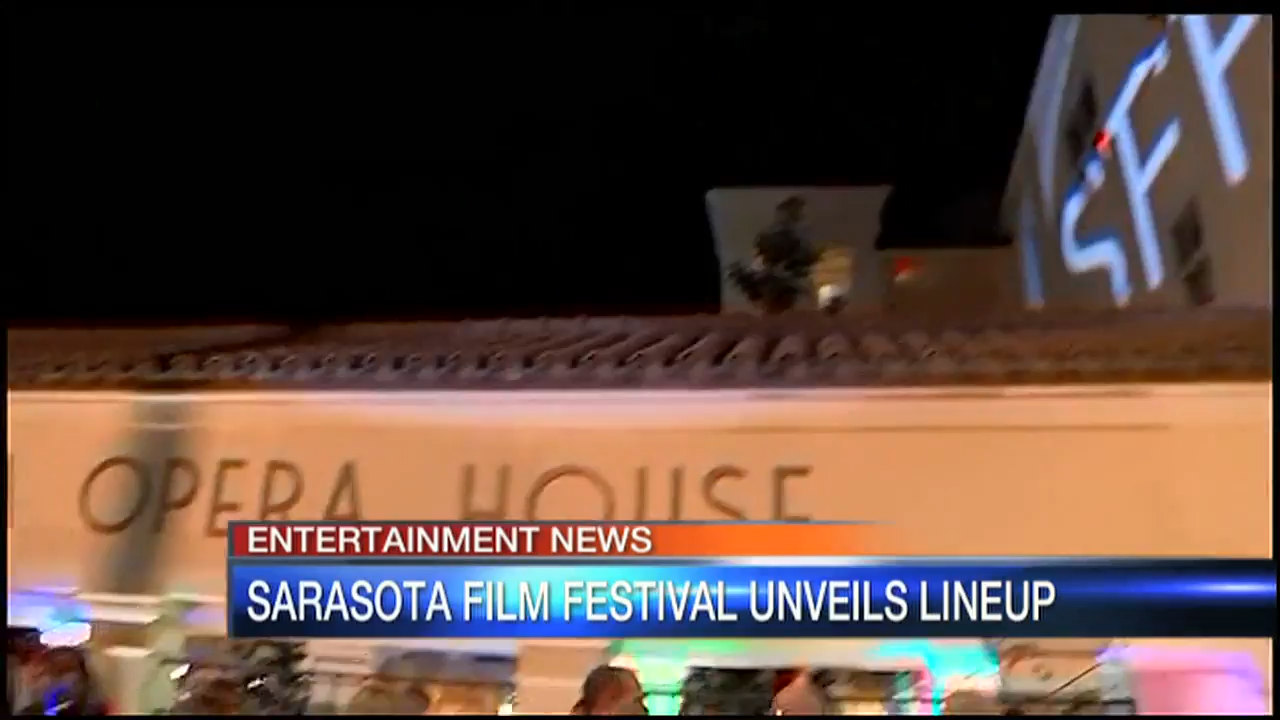 SFF
OPERA HOUSE
ENTERTAINMENT NEWS
SARASOTA FILM FESTIVAL UNVEILS LINEUP